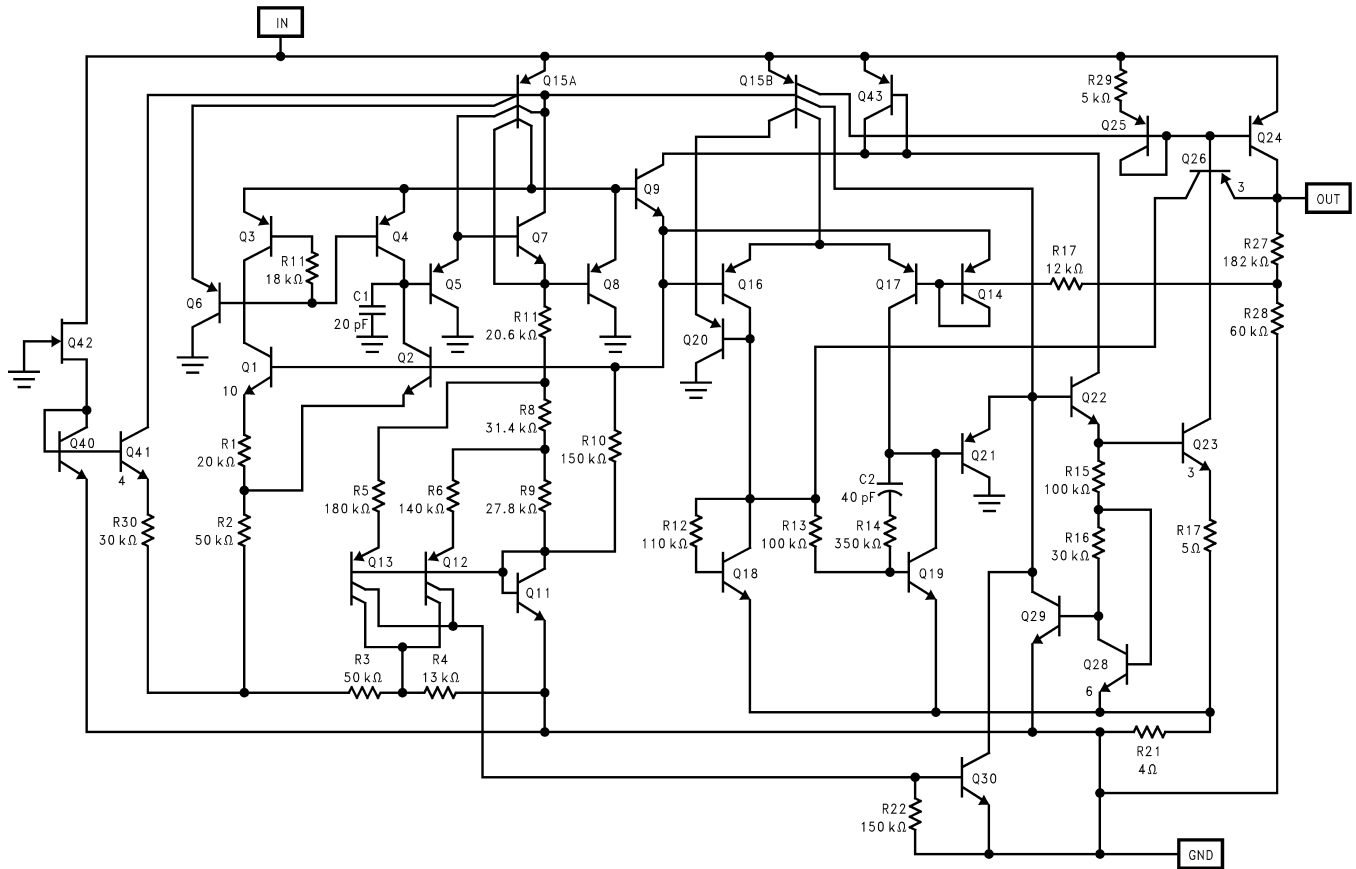 IN
Q15A
Q15B
Q43
R29
5 kΩ
Q25
Q24
Q26
3
OUT
Q9
Q3
Q4
Q7
R11
18 kΩ
Q5
Q8
Q6
C1
20 pF
R11
20.6 kΩ
Q16
Q17
Q14
R17
12 kΩ
R27
182 kΩ
R28
60 kΩ
Q20
Q42
Q1
10
Q2
Q40
Q41
4
R1
20 kΩ
R8
31.4 kΩ
R10
150 kΩ
Q22
Q21
Q23
3
C2
40 pF
R15
100 kΩ
R5
180 kΩ
R6
140 kΩ
R9
27.8 kΩ
R30
30 kΩ
R2
50 kΩ
R12
110 kΩ
R13
100 kΩ
R14
350 kΩ
R16
30 kΩ
R17
5Ω
Q13
Q12
Q11
Q18
Q19
Q29
Q28
6
R3
50 kΩ
R4
13 kΩ
R21
4Ω
Q30
R22
150 kΩ
GND